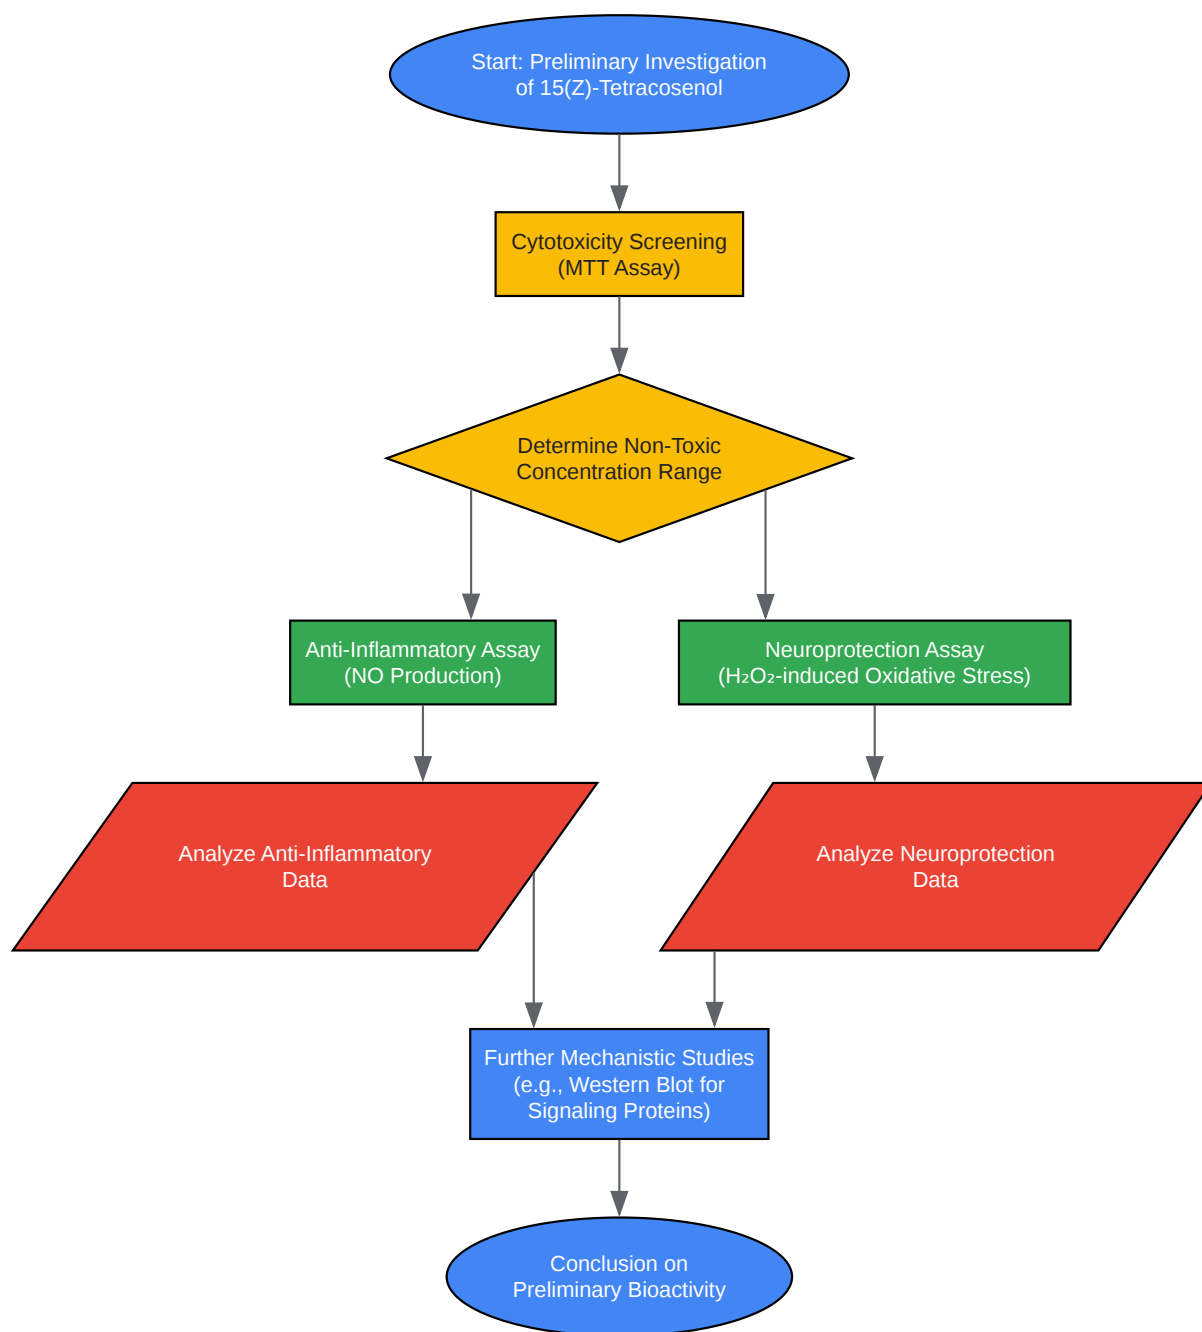 Start: Preliminary Investigation
of 15(Z)-Tetracosenol
Cytotoxicity Screening
(MTT Assay)
Determine Non-Toxic
Concentration Range
Anti-Inflammatory Assay
(NO Production)
Neuroprotection Assay
(H₂O₂-induced Oxidative Stress)
Analyze Anti-Inflammatory
Data
Analyze Neuroprotection
Data
Further Mechanistic Studies
(e.g., Western Blot for
Signaling Proteins)
Conclusion on
Preliminary Bioactivity